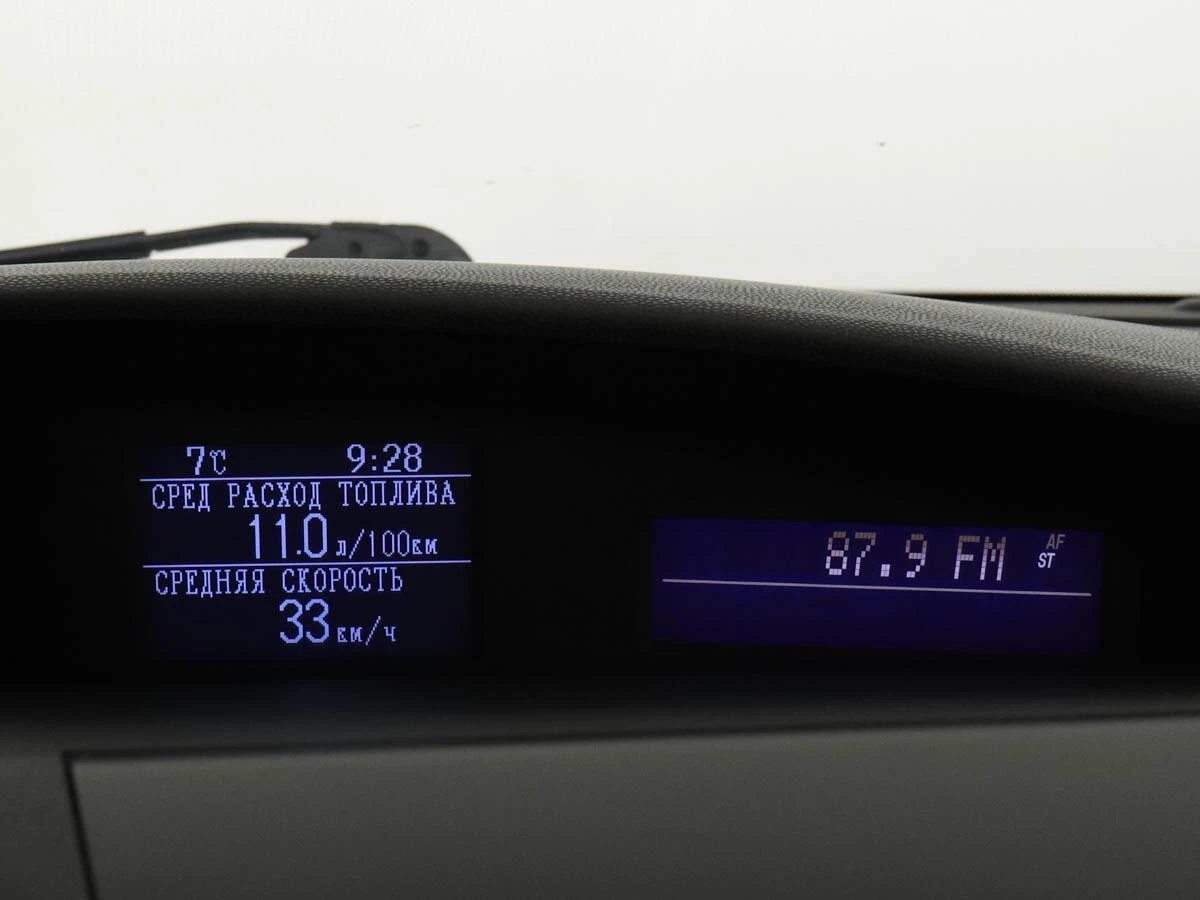 7℃ 9:28
СРЕД РАСХОД ТОПЛИВА
11.0 л/100км
СРЕДНЯЯ СКОРОСТЬ
33 км/ч
87.9 FM AF
ST